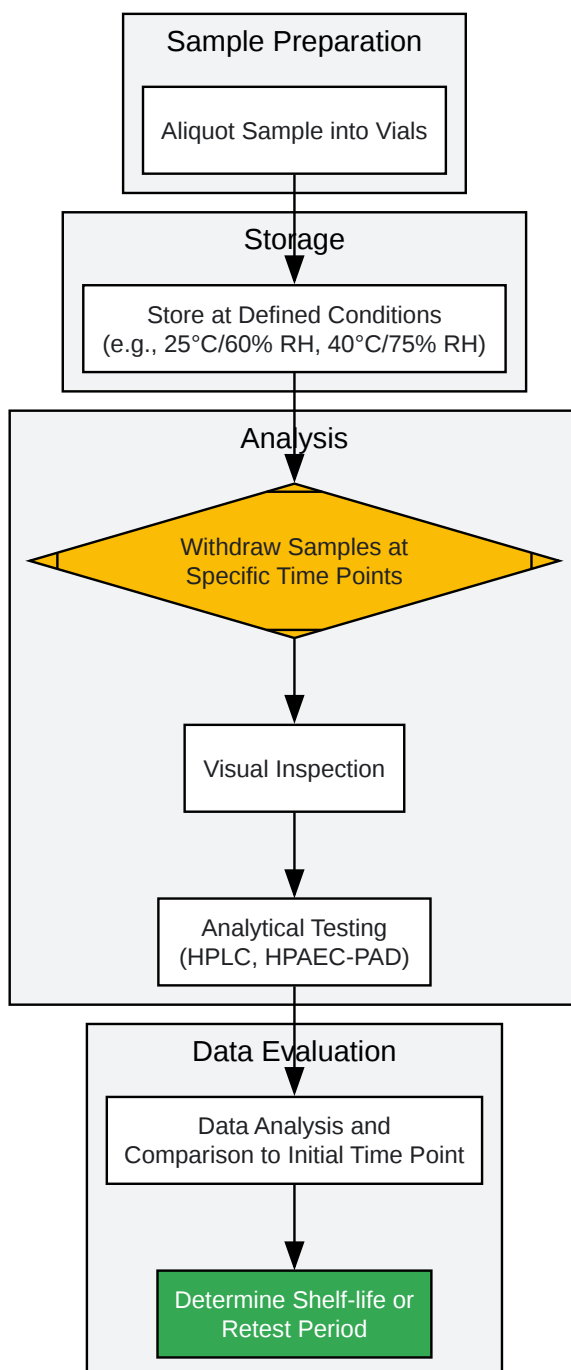 Sample Preparation
Aliquot Sample into Vials
Storage
Store at Defined Conditions
(e.g., 25°C/60% RH, 40°C/75% RH)
Analysis
Withdraw Samples at
Specific Time Points
Visual Inspection
Analytical Testing
(HPLC, HPAEC-PAD)
Data Evaluation
Data Analysis and
Comparison to Initial Time Point
Determine Shelf-life or
Retest Period